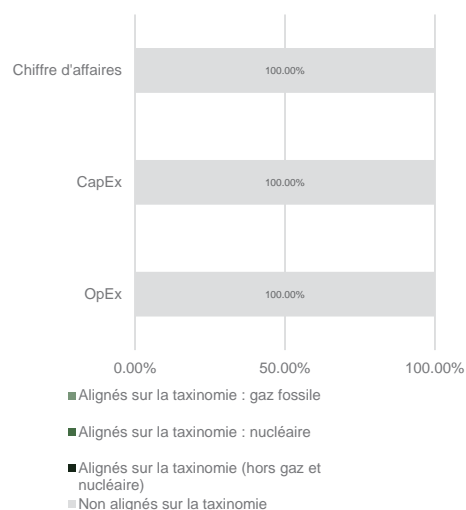 Chiffre d'affaires
100.00%
CapEx
100.00%
OpEx
100.00%
0.00% 50.00% 100.00%
Alignés sur la taxinomie : gaz fossile
Alignés sur la taxinomie : nucléaire
Alignés sur la taxinomie (hors gaz et
nucléaire)
Non alignés sur la taxinomie